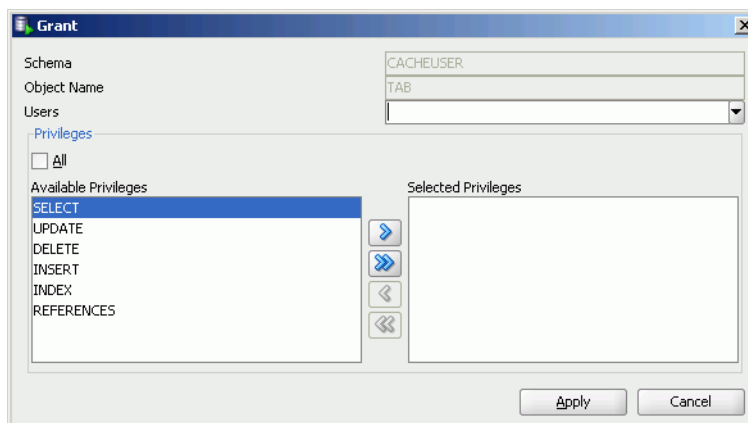 Grant
Schema CACHEUSER
Object Name TAB
Users
Privileges
All
Available Privileges Selected Privileges
SELECT
UPDATE
DELETE
INSERT
INDEX
REFERENCES
Apply Cancel